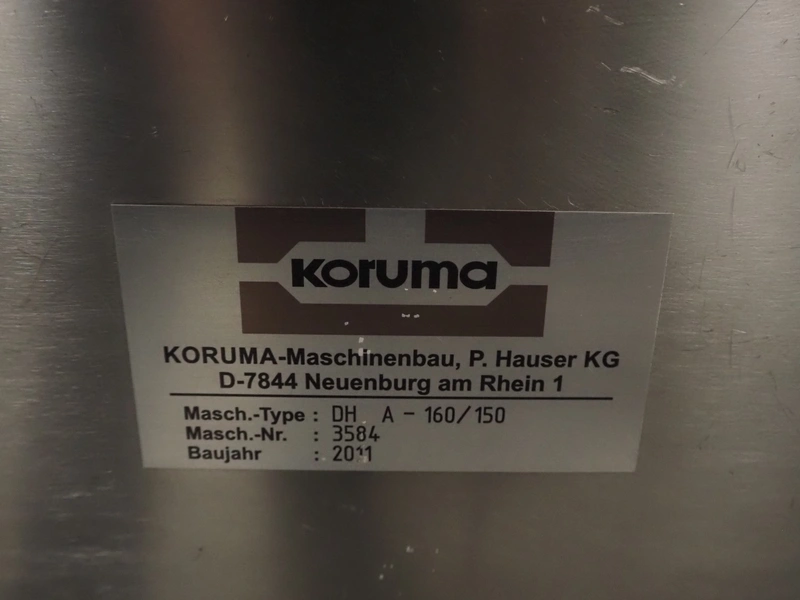 koruma
KORUMA-Maschinenbau, P. Hauser KG
D-7844 Neuenburg am Rhein 1
Masch.-Type : DH A - 160/150
Masch.-Nr. : 3584
Baujahr : 2011